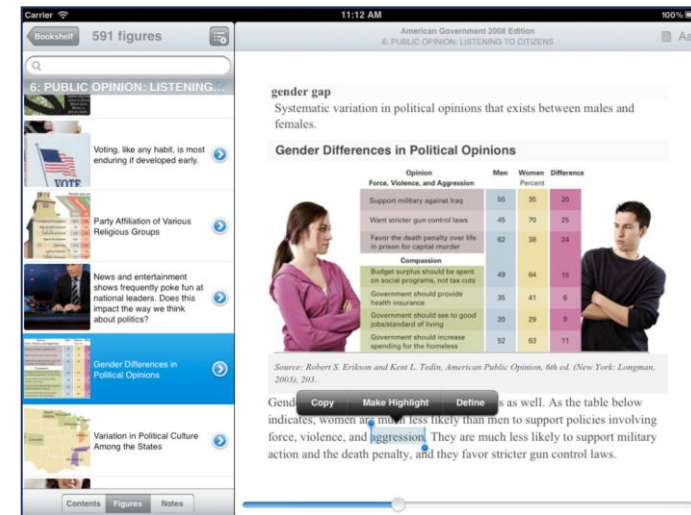 Carrier
11:12 AM
100%
Bookshelf
591 figures
6: PUBLIC OPINION: LISTENING...
Voting, like any habit, is most
enduring if developed early.
VOTE
Party Affiliation of Various
Religious Groups
News and entertainment
shows frequently poke fun at
national leaders. Does this
impact the way we think
about politics?
Gender Differences in
Political Opinions
Variation in Political Culture
Among the States
Contents Figures Notes
American Government 2008 Edition
6: PUBLIC OPINION: LISTENING TO CITIZENS
Aa
gender gap
Systematic variation in political opinions that exists between males and
females.
Gender Differences in Political Opinions
Opinion Men Women Difference
Force, Violence, and Aggression Percent
Support military against Iraq 55 35 20
Want stricter gun control laws 45 70 25
Favor the death penalty over life
in prison for capital murder 62 38 24
Compassion
Budget surplus should be spent
on social programs, not tax cuts 49 64 15
Government should provide
health insurance 35 41 6
Government should see to good
jobs/standard of living 20 29 9
Government should increase
spending for the homeless 52 63 11
Source: Robert S. Erikson and Kent L. Tedin, American Public Opinion, 6th ed. (New York: Longman,
2003), 203.
Copy Make Highlight Define
Gend s as well. As the table below
indicates, women are much less likely than men to support policies involving
force, violence, and aggression. They are much less likely to support military
action and the death penalty, and they favor stricter gun control laws.